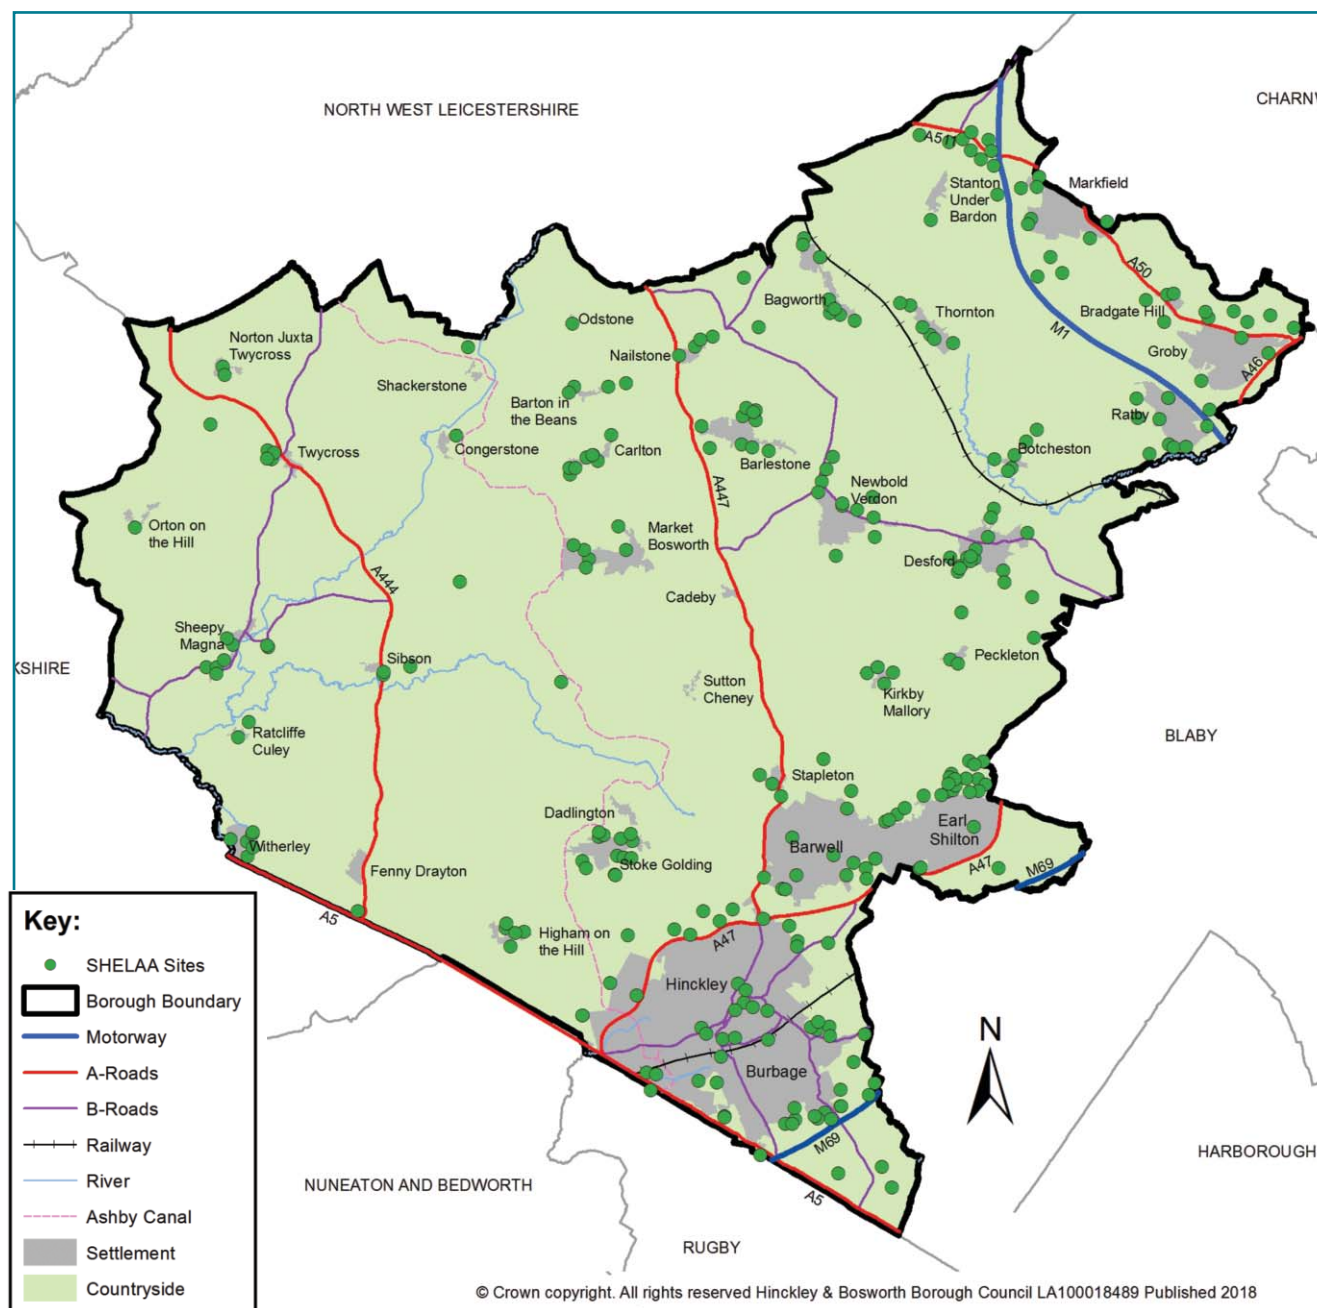 NORTH WEST LEICESTERSHIRE
CHARNW
A511
Stanton
Under
Bardon
Markfield
A50
Bagworth
Thornton
Bradgate Hill
M1
Groby
A46
Ratby
Odstone
Norton Juxta
Twycross
Nailstone
Shackerstone
Barton in
the Beans
Twycross
Congerstone
Carlton
Barlestone
Botcheston
A447
Newbold
Verdon
Orton on
the Hill
Market
Bosworth
Desford
A444
Cadeby
Sheepy
Magna
Sibson
Peckleton
KSHIRE
Sutton
Cheney
Kirkby
Mallory
Ratcliffe
Culey
BLABY
Stapleton
Dadlington
Earl
Shilton
Witherley
Barwell
Stoke Golding
Fenny Drayton
A47
M69
A5
Higham on
the Hill
A47
Hinckley
N
Burbage
M69
A5
HARBOROUGH
NUNEATON AND BEDWORTH
RUGBY
Key:
SHELAA Sites
Borough Boundary
Motorway
A-Roads
B-Roads
Railway
River
Ashby Canal
Settlement
Countryside
© Crown copyright. All rights reserved Hinckley & Bosworth Borough Council LA100018489 Published 2018